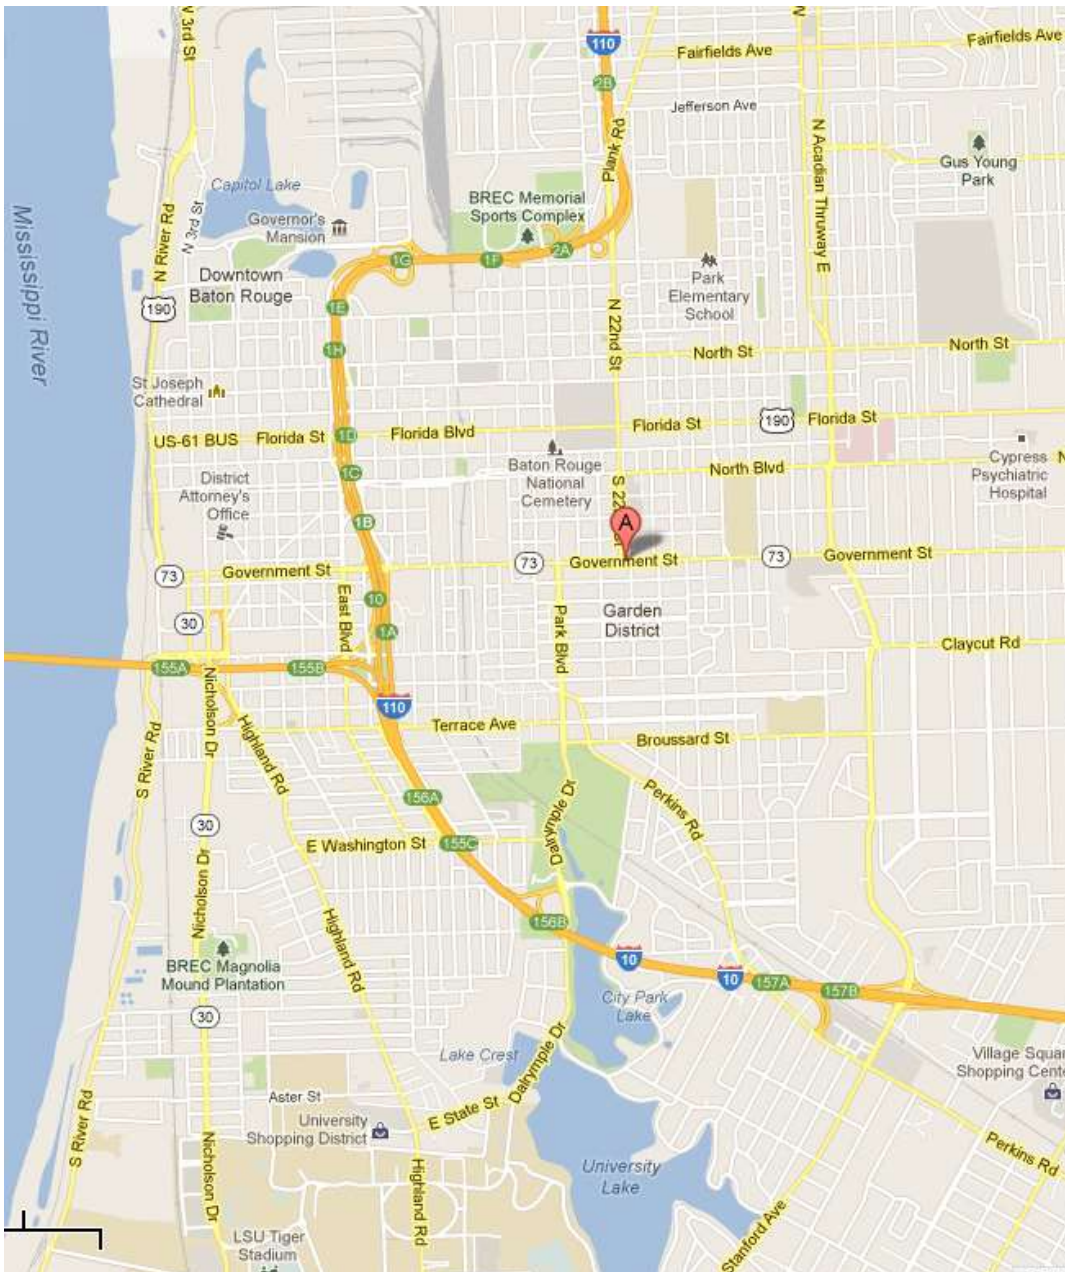 N 3rd St
110
Fairfields Ave
Fairfields Ave
2B
Jefferson Ave
Plank Rd
N Acadian Thruway E
Gus Young
Park
Capitol Lake
BREC Memorial
Sports Complex
Governor's
Mansion
N 3rd St
N River Rd
Mississippi River
1G
1F
2A
Park
Elementary
School
Downtown
Baton Rouge
190
1E
N 22nd St
1H
North St
North St
St Joseph
Cathedral
US-61 BUS
Florida St
1D
Florida Blvd
Florida St
190
Florida St
Baton Rouge
National
Cemetery
North Blvd
Cypress
Psychiatric
Hospital
District
Attorney's
Office
1C
S 22
A
1B
73
Government St
73
Government St
73
Government St
East Blvd
10
1A
30
Park Blvd
Garden
District
Claycut Rd
155A
155B
Nicholson Dr
110
Terrace Ave
Broussard St
S River Rd
Highland Rd
156A
Dalrymple Dr
Perkins Rd
30
E Washington St
155C
Nicholson Dr
Highland Rd
156B
10
10
157A
157B
BREC Magnolia
Mound Plantation
City Park
Lake
30
Lake Crest
Dalrymple Dr
Village Squar
Shopping Cente
Aster St
E State St
University
Shopping District
S River Rd
Nicholson Dr
Highland Rd
University
Lake
Perkins Rd
Stanford Ave
LSU Tiger
Stadium